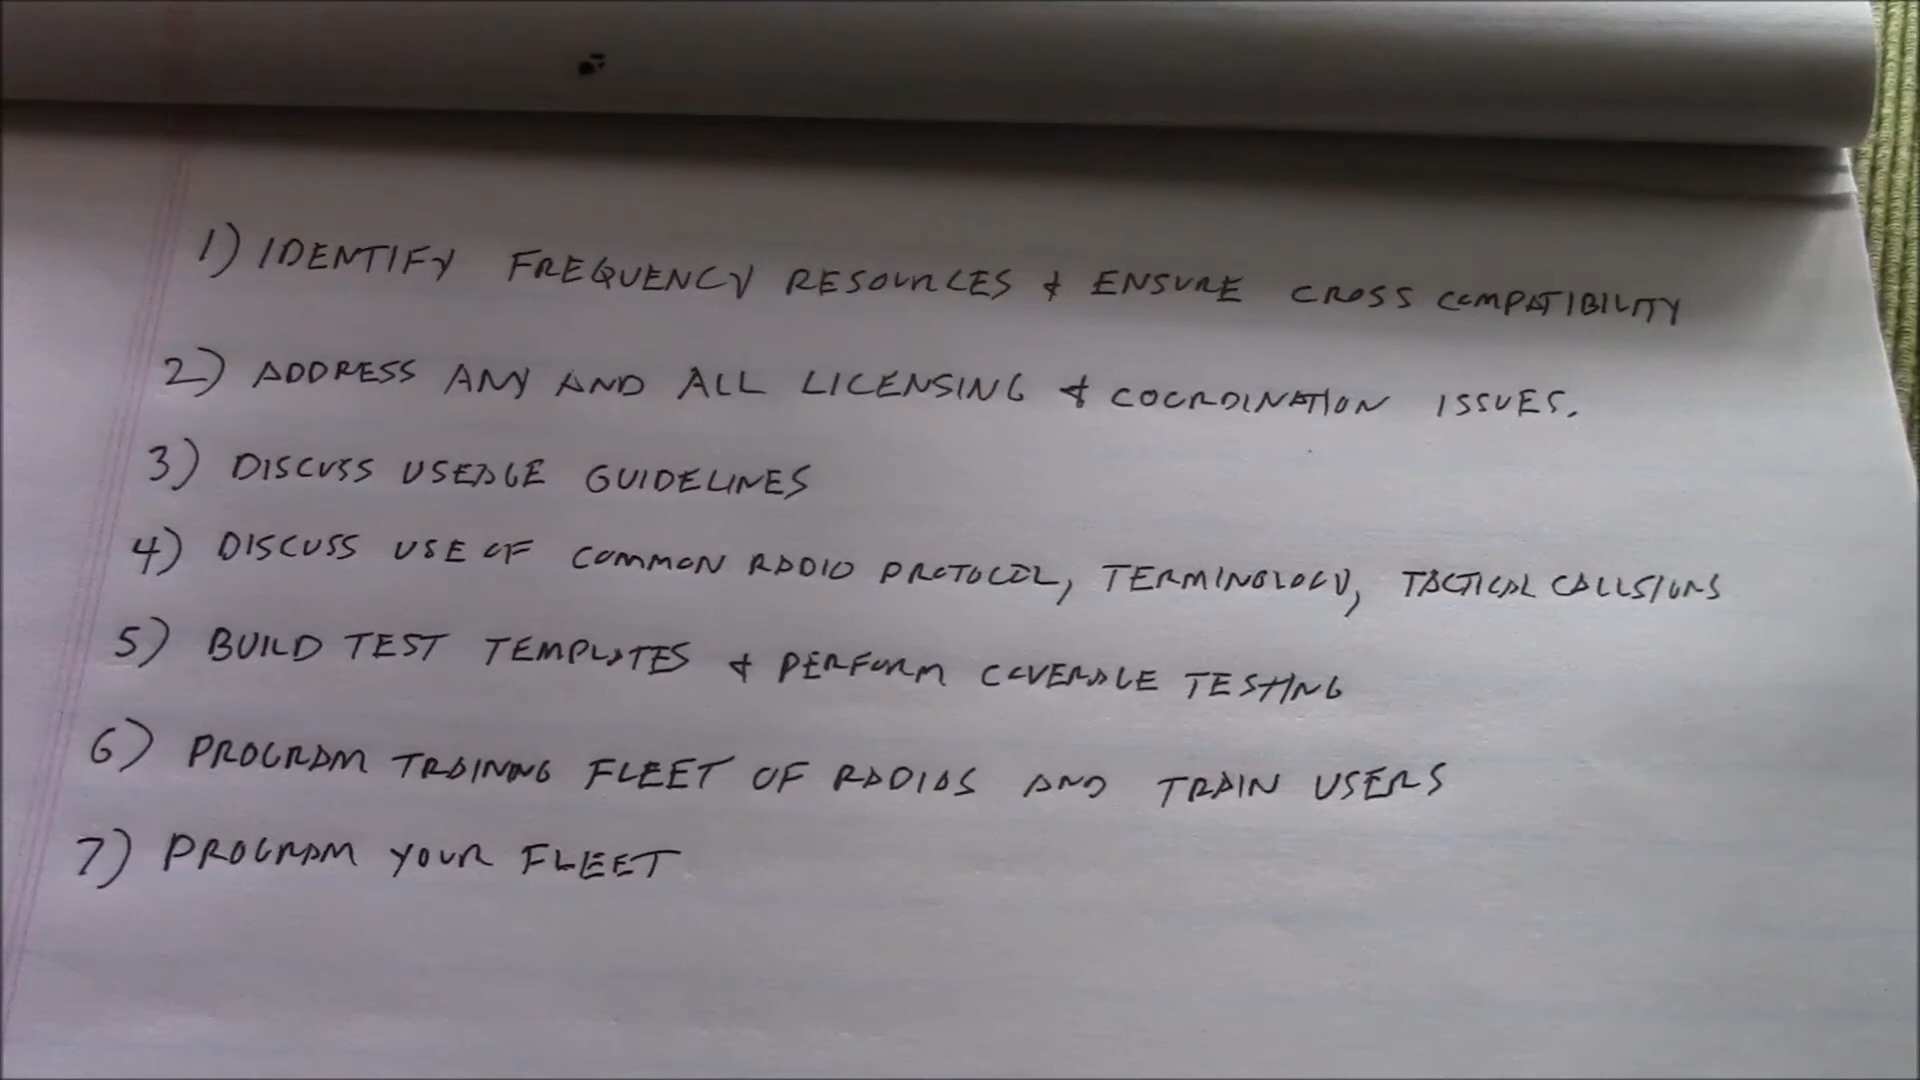 1) IDENTIFY FREQUENCY RESOURCES & ENSURE CROSS COMPATIBILITY
2) ADDRESS ANY AND ALL LICENSING & COORDINATION ISSUES.
3) DISCUSS USEAGE GUIDELINES
4) DISCUSS USE OF COMMON RADIO PROTOCOL, TERMINOLOGY, TACTICAL CALLSIGNS
5) BUILD TEST TEMPLATES & PERFORM COVERAGE TESTING
6) PROGRAM TRAINING FLEET OF RADIOS AND TRAIN USERS
7) PROGRAM YOUR FLEET